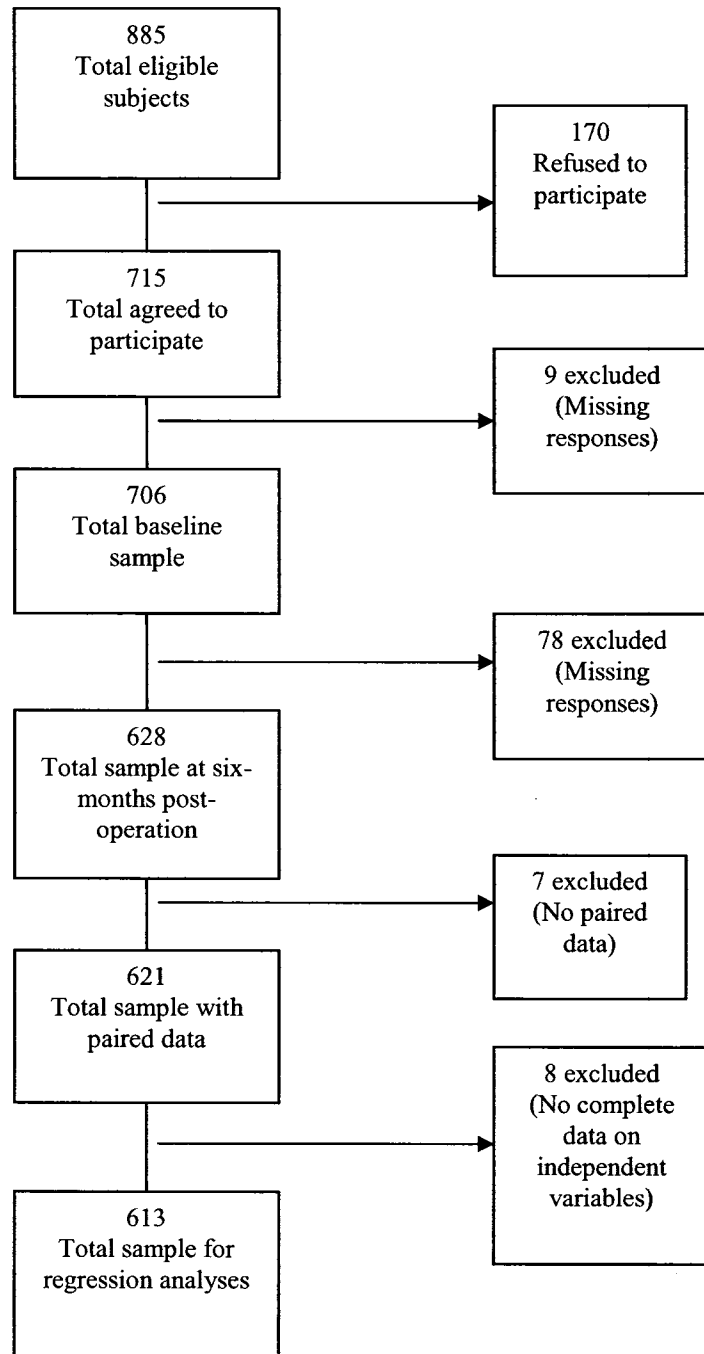 885
Total eligible
subjects
170
Refused to
participate
715
Total agreed to
participate
9 excluded
(Missing
responses)
706
Total baseline
sample
78 excluded
(Missing
responses)
628
Total sample at six-
months post-
operation
7 excluded
(No paired
data)
621
Total sample with
paired data
8 excluded
(No complete
data on
independent
variables)
613
Total sample for
regression analyses